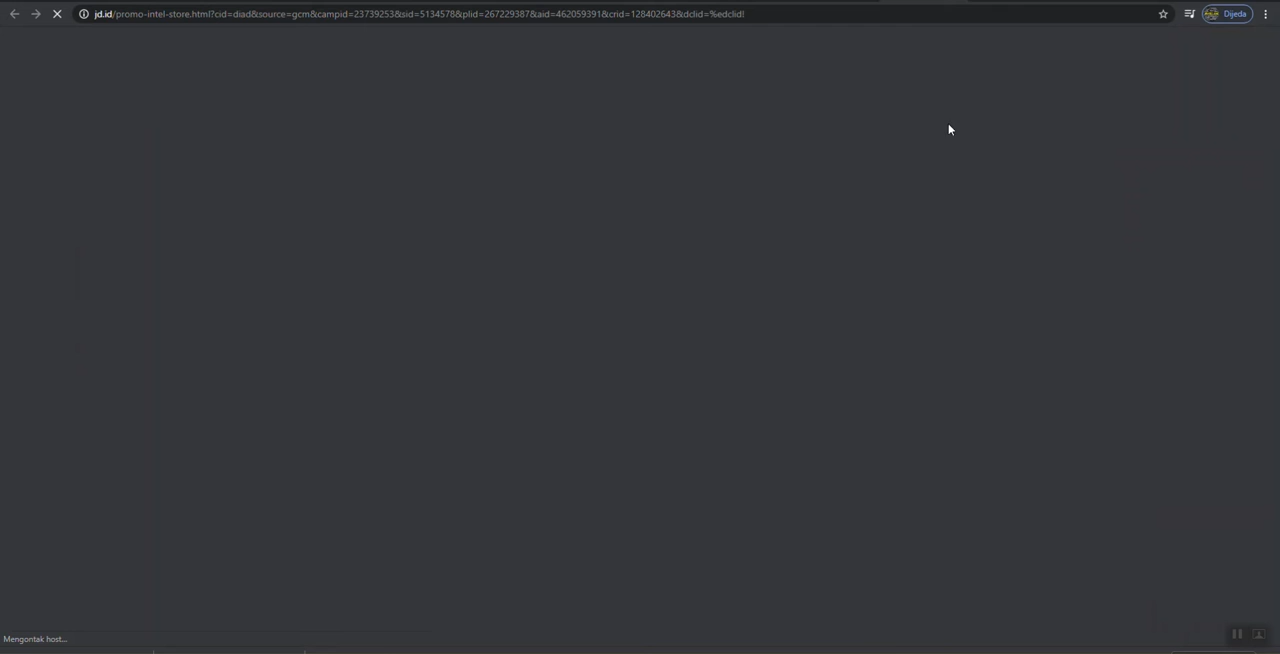 jd.id/promo-intel-store.html?cid=diad&source=gcm&campid=23739253&sid=5134578&plid=267229387&aid=462059391&crid=128402643&dclid=%edclid!
Dijeda
Mengontak host...